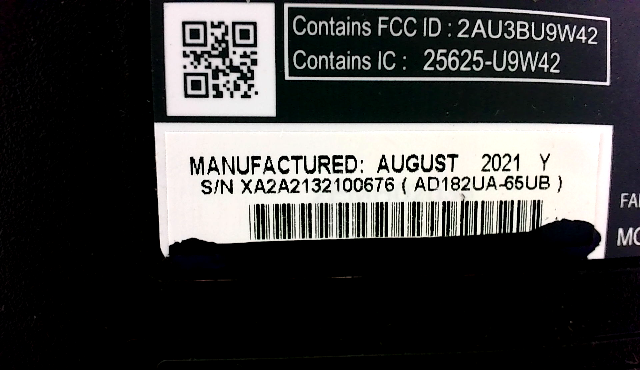 Contains FCC ID : 2AU3BU9W42
Contains IC : 25625-U9W42
MANUFACTURED: AUGUST 2021 Y
S/N XA2A2132100676 ( AD182UA-65UB )